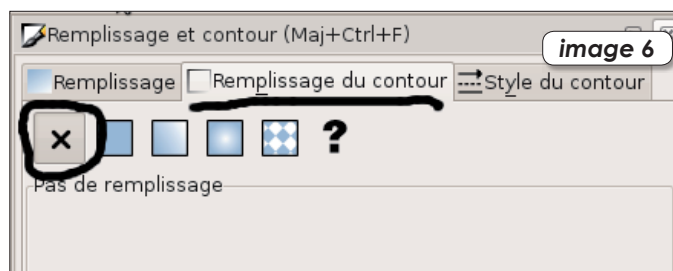 Remplissage et contour (Maj+Ctrl+F)
image 6
Remplissage Remplissage du contour Style du contour
?
Pas de remplissage